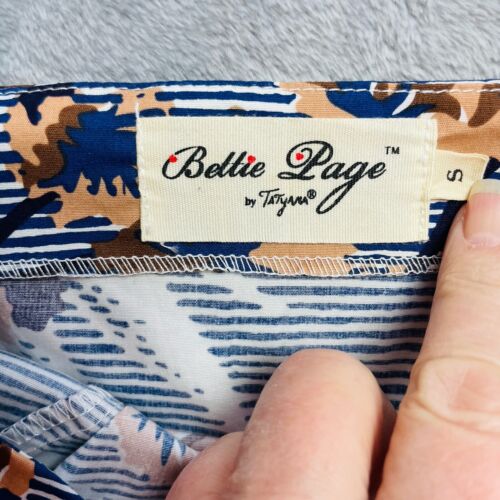 Bettie Page™
by TATYANA®
S